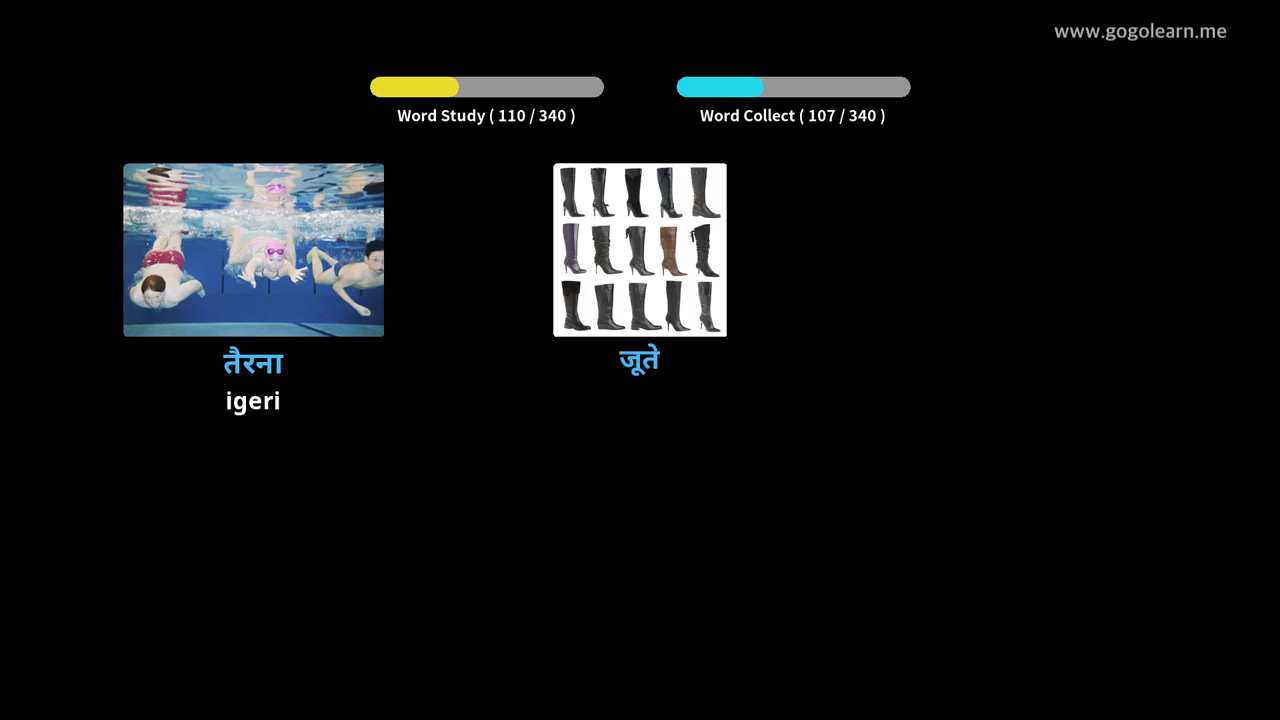 www.gogolearn.me
Word Study ( 110 / 340 )
Word Collect ( 107 / 340 )
तैरना
igeri
जूते